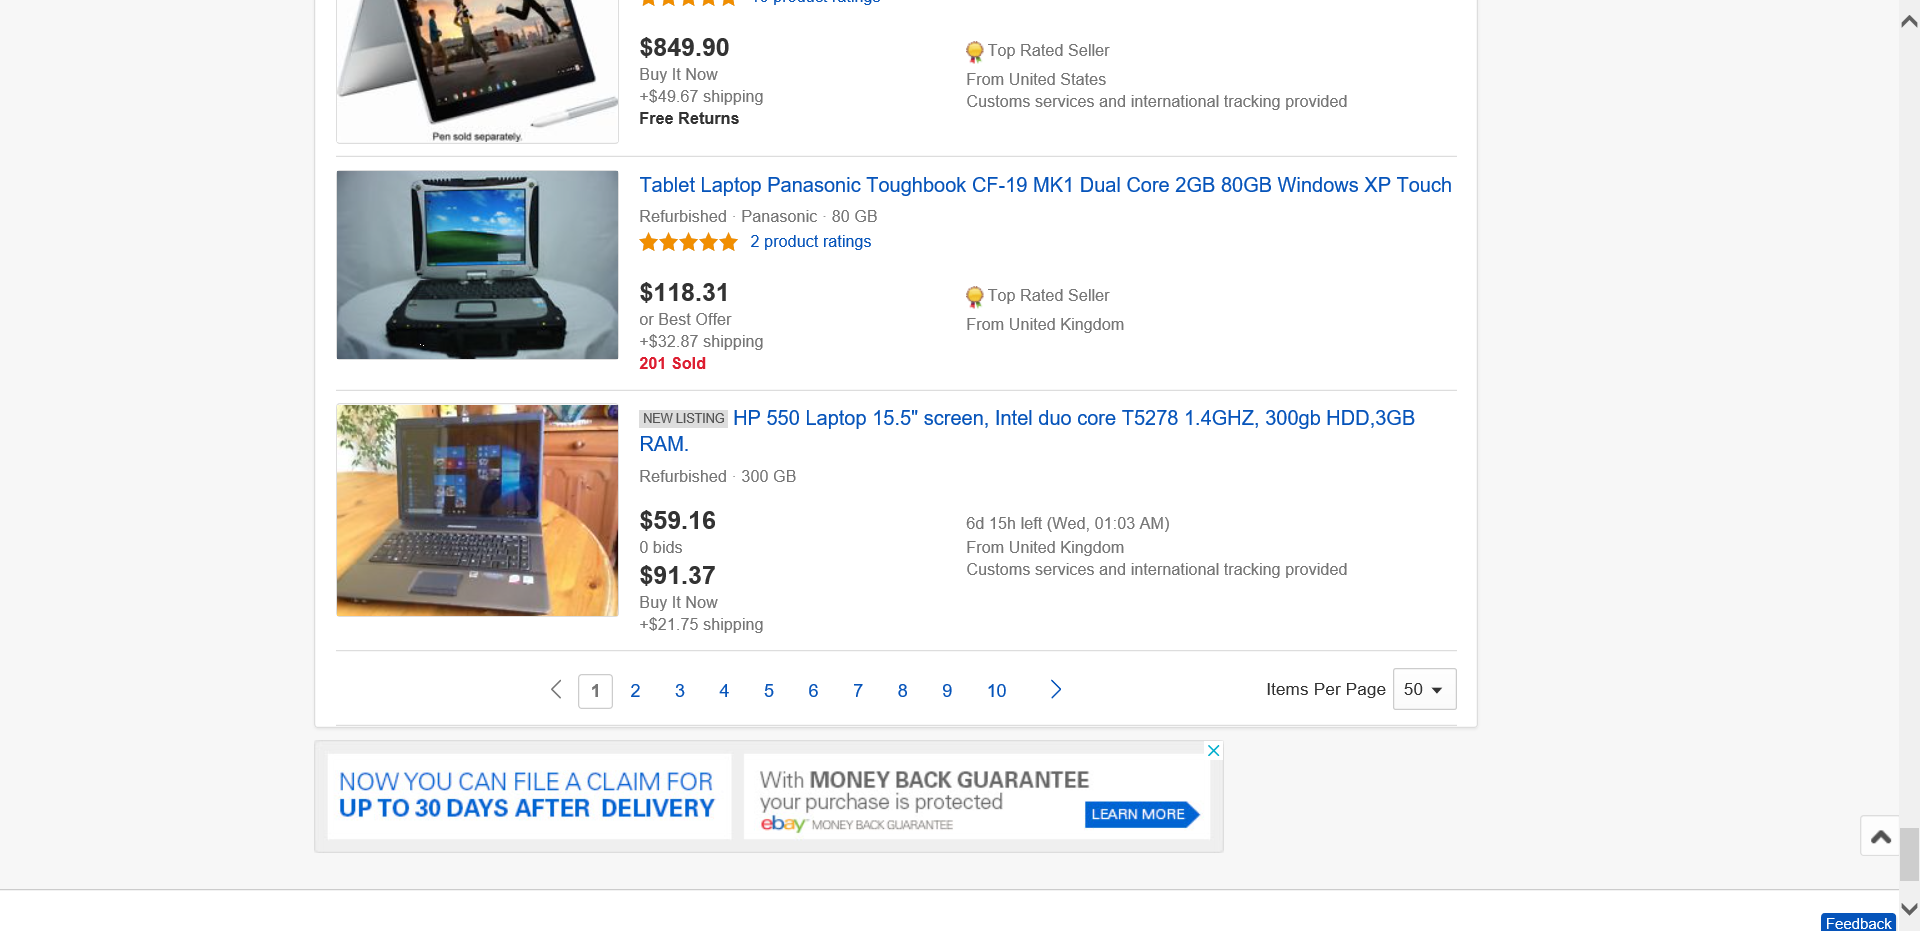 10 product ratings
$849.90
Buy It Now
+$49.67 shipping
Free Returns
Top Rated Seller
From United States
Customs services and international tracking provided
Pen sold separately.
Tablet Laptop Panasonic Toughbook CF-19 MK1 Dual Core 2GB 80GB Windows XP Touch
Refurbished · Panasonic · 80 GB
2 product ratings
$118.31
or Best Offer
+$32.87 shipping
201 Sold
Top Rated Seller
From United Kingdom
NEW LISTING HP 550 Laptop 15.5" screen, Intel duo core T5278 1.4GHZ, 300gb HDD,3GB
RAM.
Refurbished · 300 GB
$59.16
0 bids
$91.37
Buy It Now
+$21.75 shipping
6d 15h left (Wed, 01:03 AM)
From United Kingdom
Customs services and international tracking provided
1 2 3 4 5 6 7 8 9 10
Items Per Page 50
NOW YOU CAN FILE A CLAIM FOR
UP TO 30 DAYS AFTER DELIVERY
With MONEY BACK GUARANTEE
your purchase is protected
ebay MONEY BACK GUARANTEE
LEARN MORE
Feedback